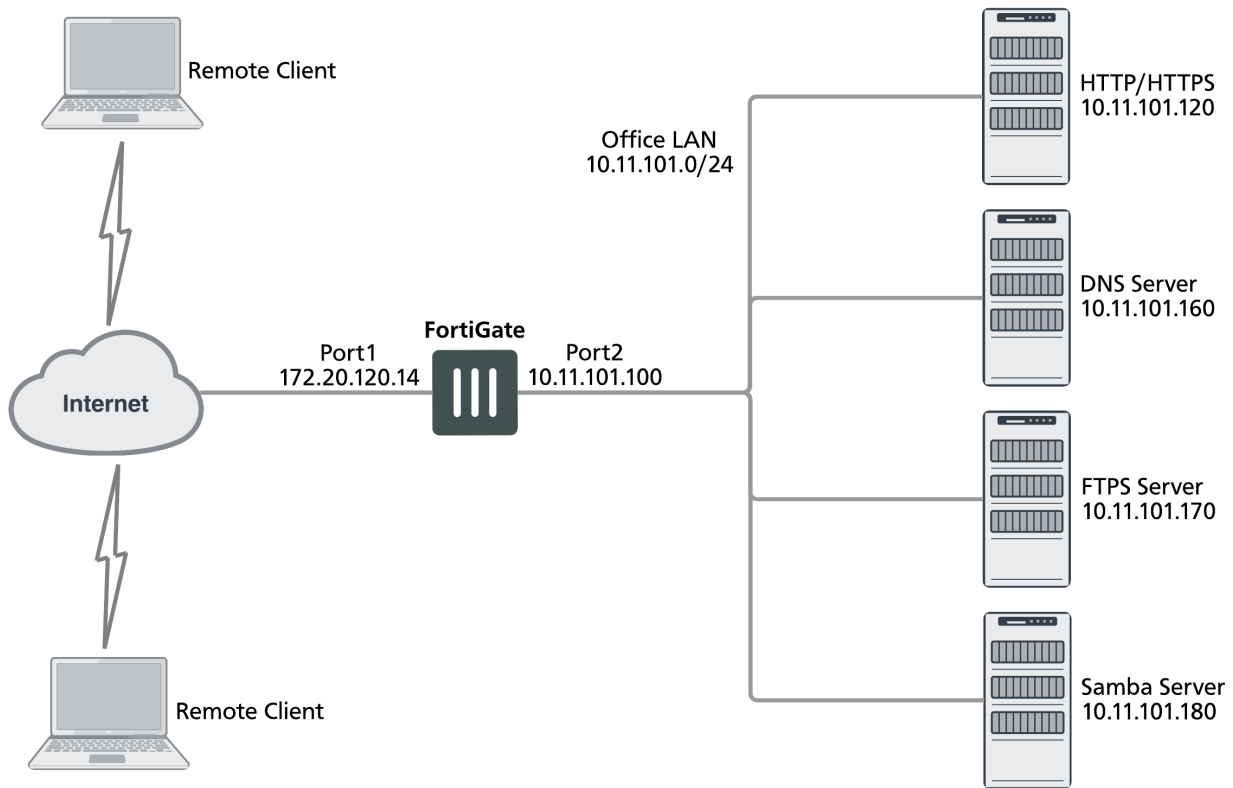 Remote Client
HTTP/HTTPS
10.11.101.120
Office LAN
10.11.101.0/24
DNS Server
10.11.101.160
FortiGate
Port1
172.20.120.14
Port2
10.11.101.100
Internet
FTPS Server
10.11.101.170
Samba Server
10.11.101.180
Remote Client